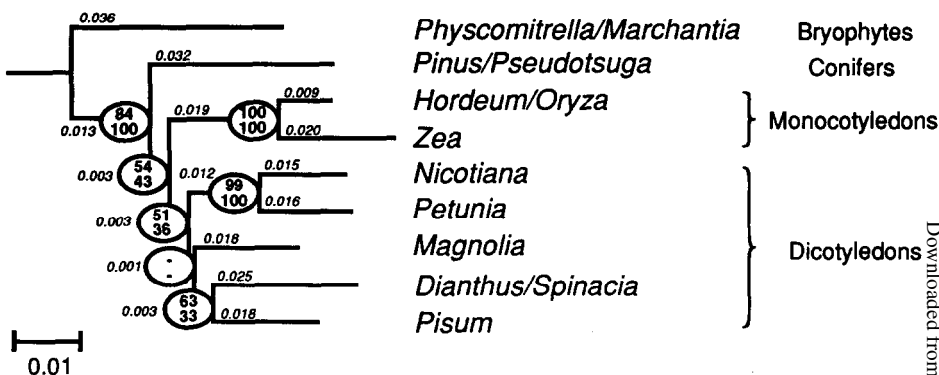 0.036 Physcomitrella/Marchantia Bryophytes
0.032 Pinus/Pseudotsuga Conifers
0.009 Hordeum/Oryza
0.013 84 0.019 100 Monocotyledons
100 100
0.020 Zea
54 0.015 Nicotiana
0.003 43 0.012 99
100
0.016 Petunia
0.003 51
36
0.018 Magnolia Dicotyledons
0.001 -
-
0.025 Dianthus/Spinacia
0.003 63
33 0.018 Pisum
0.01
Downloaded from